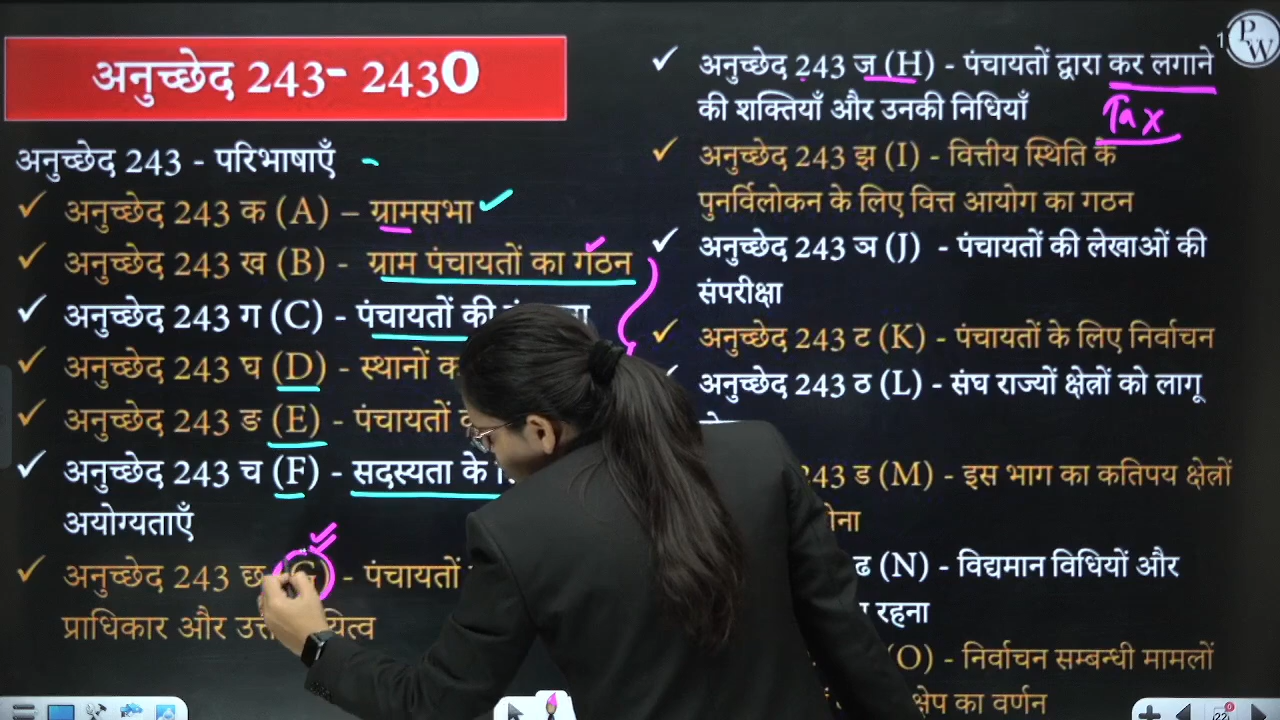 अनुच्छेद 243- 243O
अनुच्छेद 243 - परिभाषाएँ -
अनुच्छेद 243 क (A) – ग्रामसभा
अनुच्छेद 243 ख (B) - ग्राम पंचायतों का गठन
अनुच्छेद 243 ग (C) - पंचायतों की
अनुच्छेद 243 घ (D) - स्थानों
अनुच्छेद 243 ङ (E) - पंचायतों
अनुच्छेद 243 च (F) - सदस्यता के
अयोग्यताएँ
अनुच्छेद 243 छ (G) - पंचायतों
प्राधिकार और
अनुच्छेद 243 ज (H) - पंचायतों द्वारा कर लगाने
की शक्तियाँ और उनकी निधियाँ
Tax
अनुच्छेद 243 झ (I) - वित्तीय स्थिति के
पुनर्विलोकन के लिए वित्त आयोग का गठन
अनुच्छेद 243 ञ (J) - पंचायतों की लेखाओं की
संपरीक्षा
अनुच्छेद 243 ट (K) - पंचायतों के लिए निर्वाचन
अनुच्छेद 243 ठ (L) - संघ राज्यों क्षेत्रों को लागू
243 ड (M) - इस भाग का कतिपय क्षेत्रों
ढ (N) - विद्यमान विधियों और
रहना
(O) - निर्वाचन सम्बन्धी मामलों
का वर्णन
PW
22